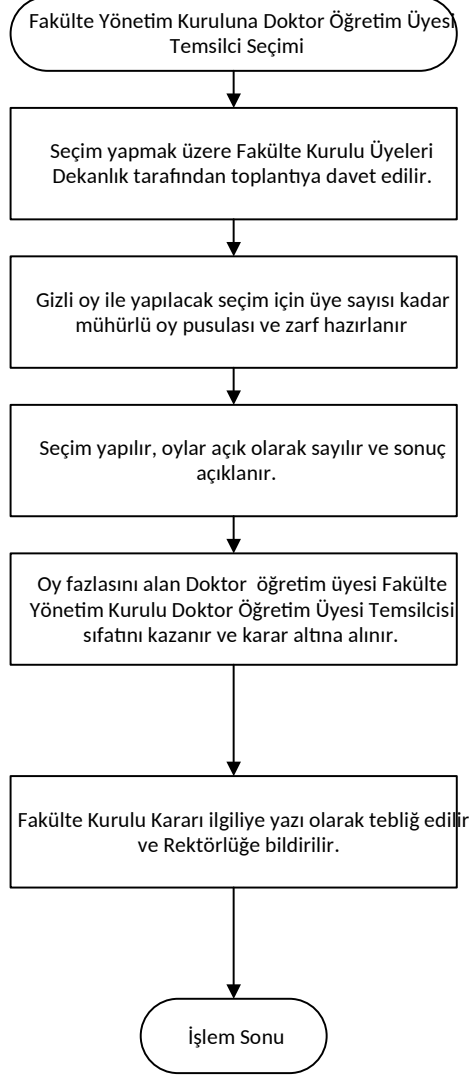 Fakülte Yönetim Kuruluna Doktor Öğretim Üyesi
Temsilci Seçimi
Seçim yapmak üzere Fakülte Kurulu Üyeleri
Dekanlık tarafından toplantıya davet edilir.
Gizli oy ile yapılacak seçim için üye sayısı kadar
mühürlü oy pusulası ve zarf hazırlanır
Seçim yapılır, oylar açık olarak sayılır ve sonuç
açıklanır.
Oy fazlasını alan Doktor  öğretim üyesi Fakülte
Yönetim Kurulu Doktor Öğretim Üyesi Temsilcisi
sıfatını kazanır ve karar altına alınır.
Fakülte Kurulu Kararı ilgiliye yazı olarak tebliğ edilir
ve Rektörlüğe bildirilir.
İşlem Sonu